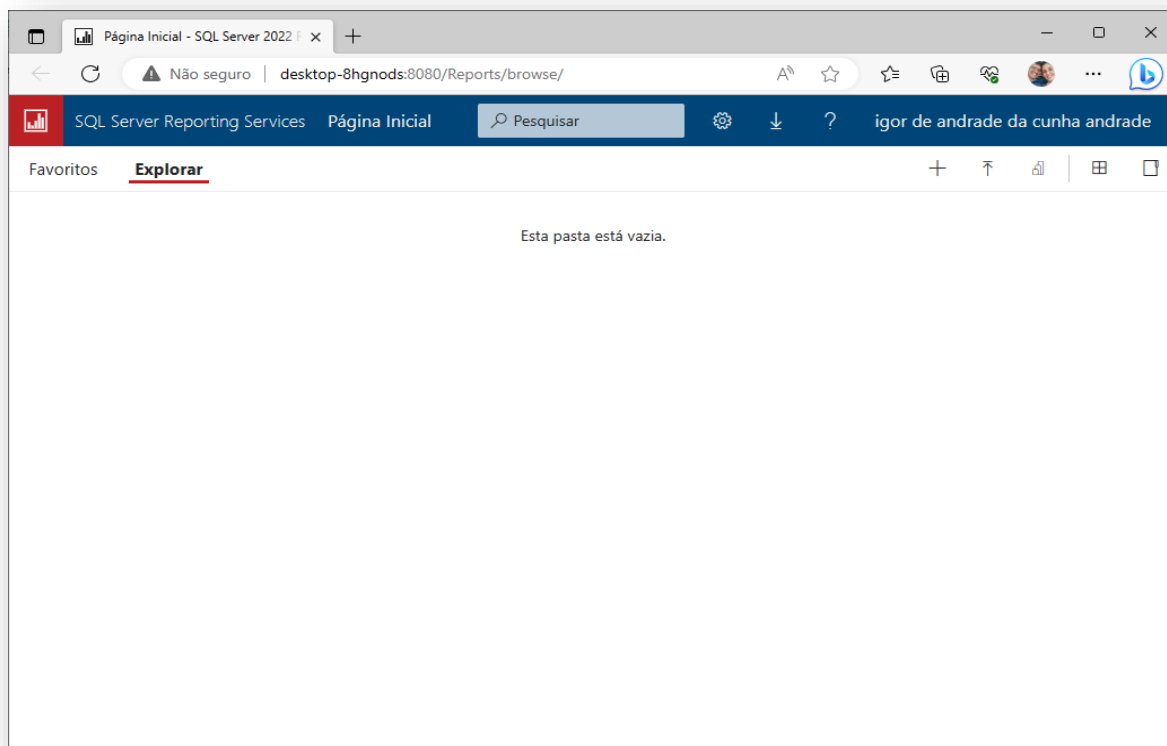 Página Inicial - SQL Server 2022
Não seguro | desktop-8hgnods:8080/Reports/browse/
SQL Server Reporting Services Página Inicial Pesquisar ? igor de andrade da cunha andrade
Favoritos Explorar
Esta pasta está vazia.